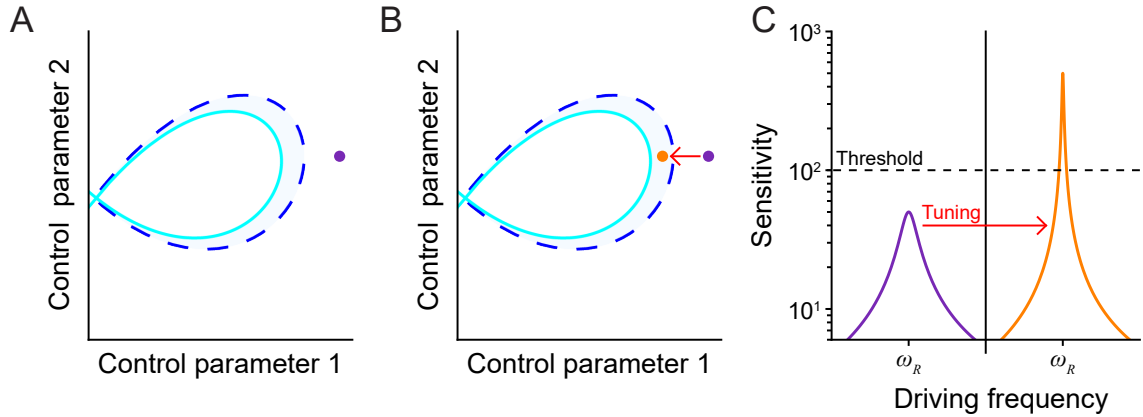 A
Control parameter 2
Control parameter 1
B
Control parameter 2
Control parameter 1
C
Sensitivity
10³
10²
10¹
Threshold
Tuning
ω_R
ω_R
Driving frequency